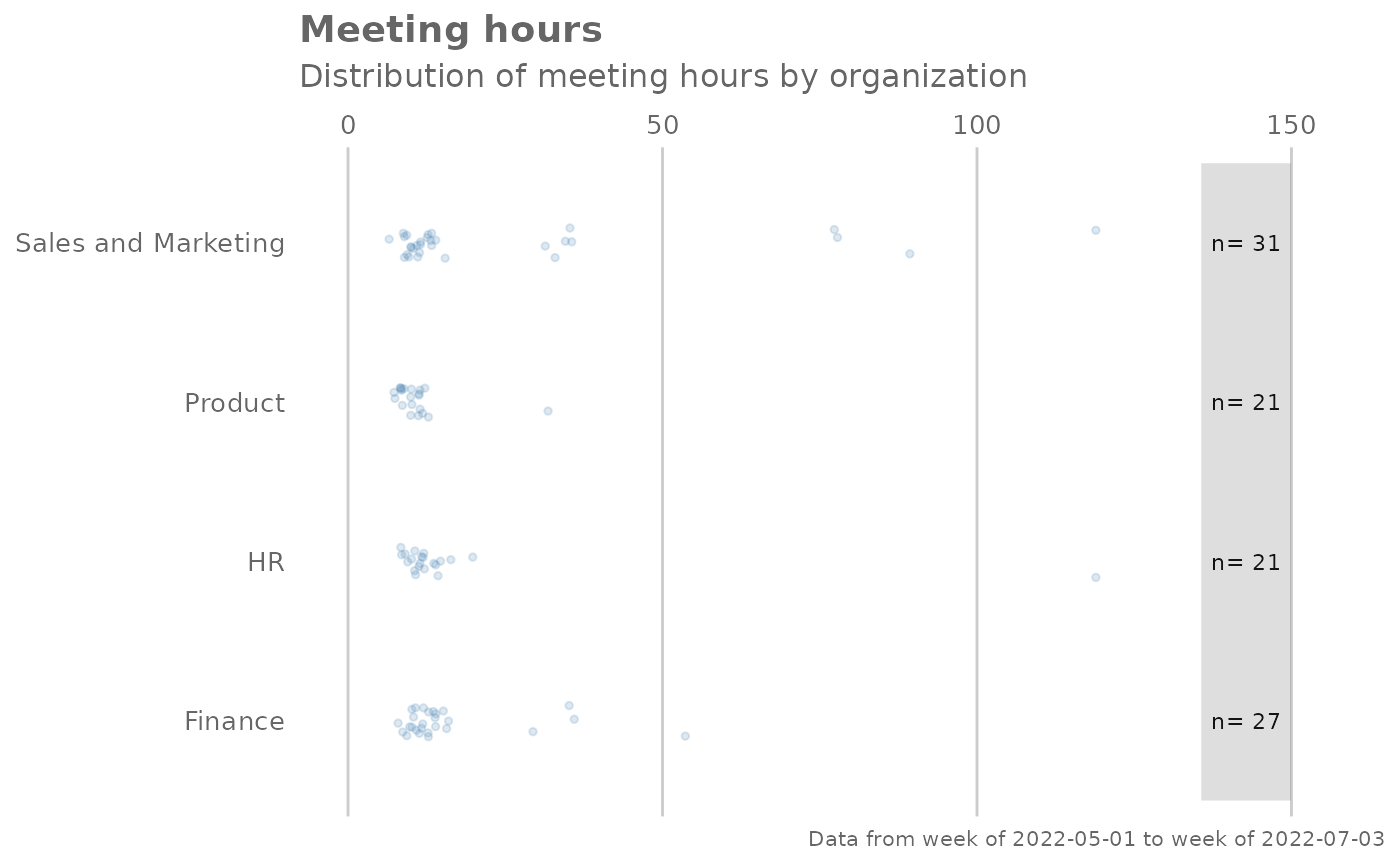 Meeting hours
Distribution of meeting hours by organization
0 50 100 150
Sales and Marketing n= 31
Product n= 21
HR n= 21
Finance n= 27
Data from week of 2022-05-01 to week of 2022-07-03